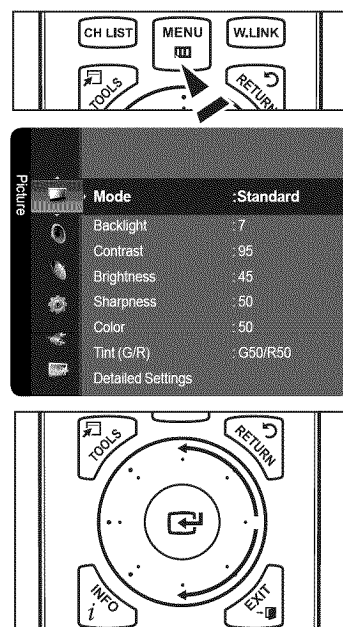 CH LIST MENU W.LINK
TOOLS RETURN
Picture
Mode :Standard
Backlight : 7
Contrast : 95
Brightness : 45
Sharpness : 50
Color : 50
Tint (G/R) : G50/R50
Detailed Settings
TOOLS RETURN
INFO EXIT
i